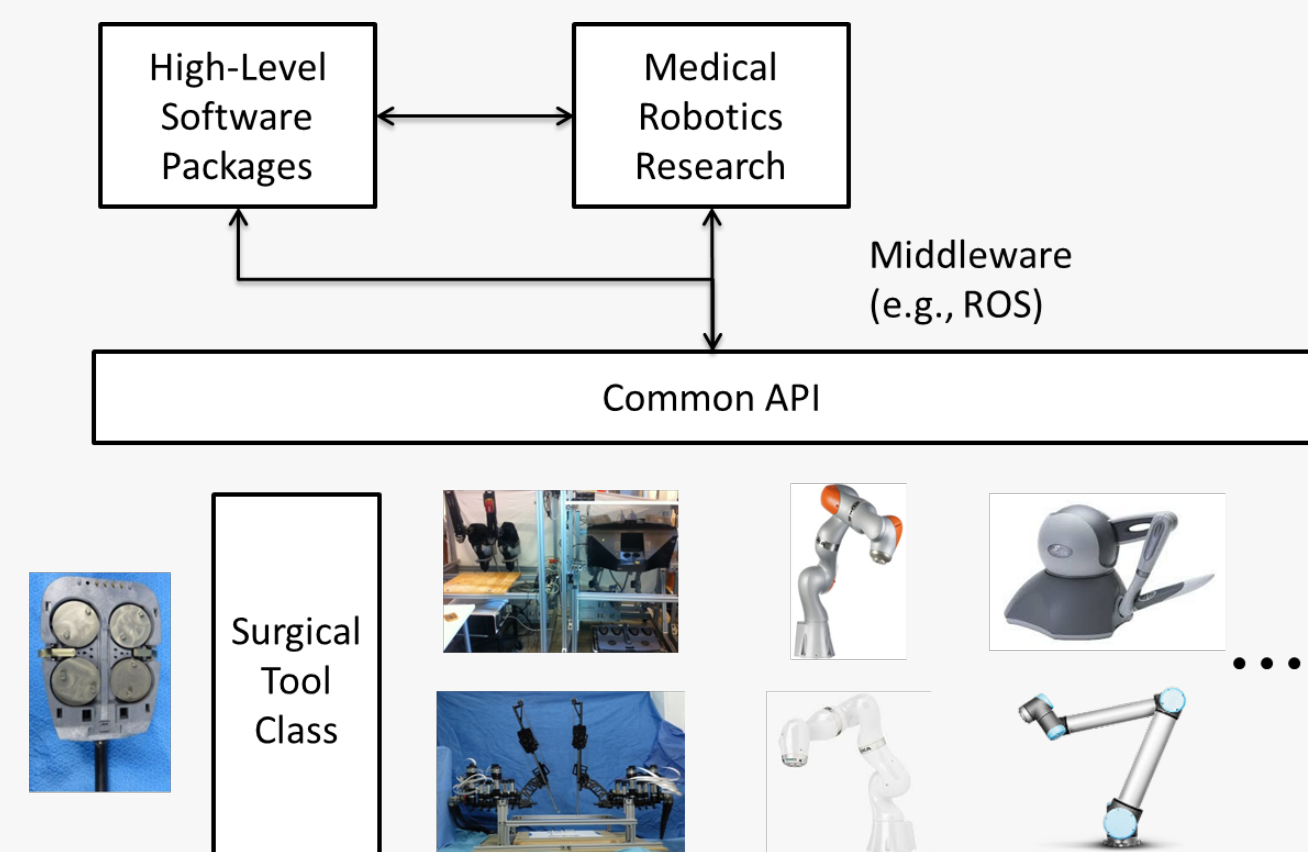 High-Level
Software
Packages
Medical
Robotics
Research
Middleware
(e.g., ROS)
Common API
Surgical
Tool
Class
...